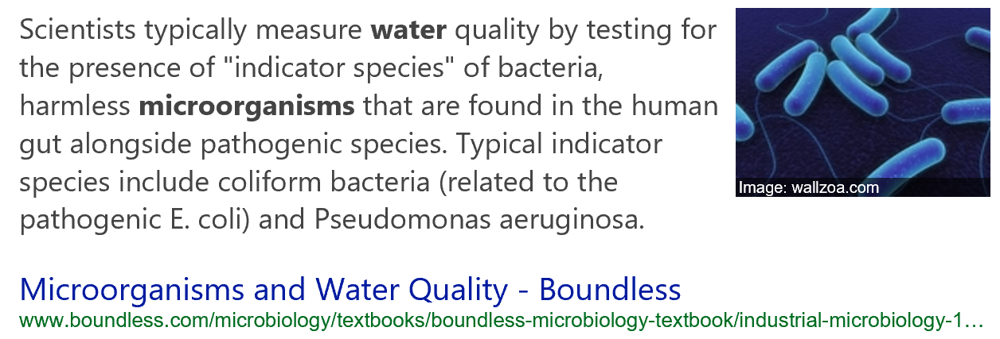 Scientists typically measure water quality by testing for
the presence of "indicator species" of bacteria,
harmless microorganisms that are found in the human
gut alongside pathogenic species. Typical indicator
species include coliform bacteria (related to the
pathogenic E. coli) and Pseudomonas aeruginosa.
Image: wallzoa.com
Microorganisms and Water Quality - Boundless
www.boundless.com/microbiology/textbooks/boundless-microbiology-textbook/industrial-microbiology-1...